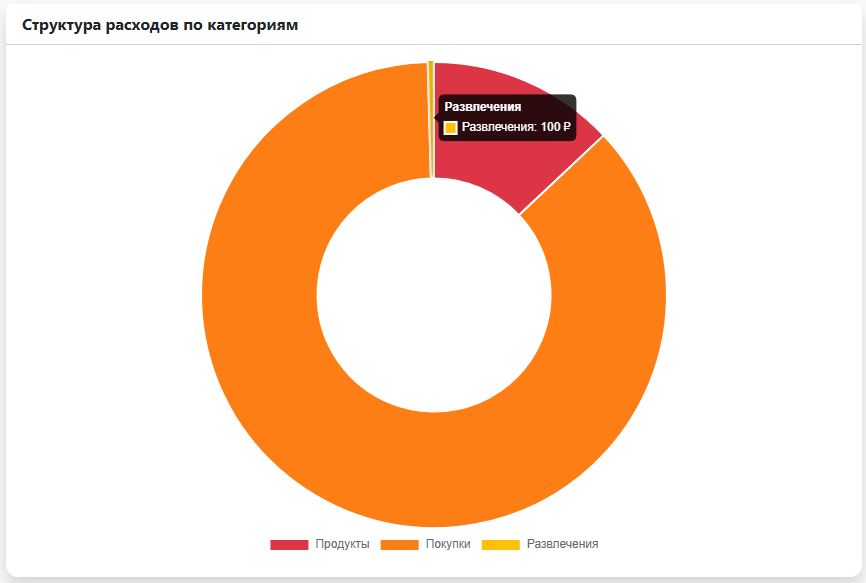 Структура расходов по категориям
Развлечения
Развлечения: 100 ₽
Продукты Покупки Развлечения